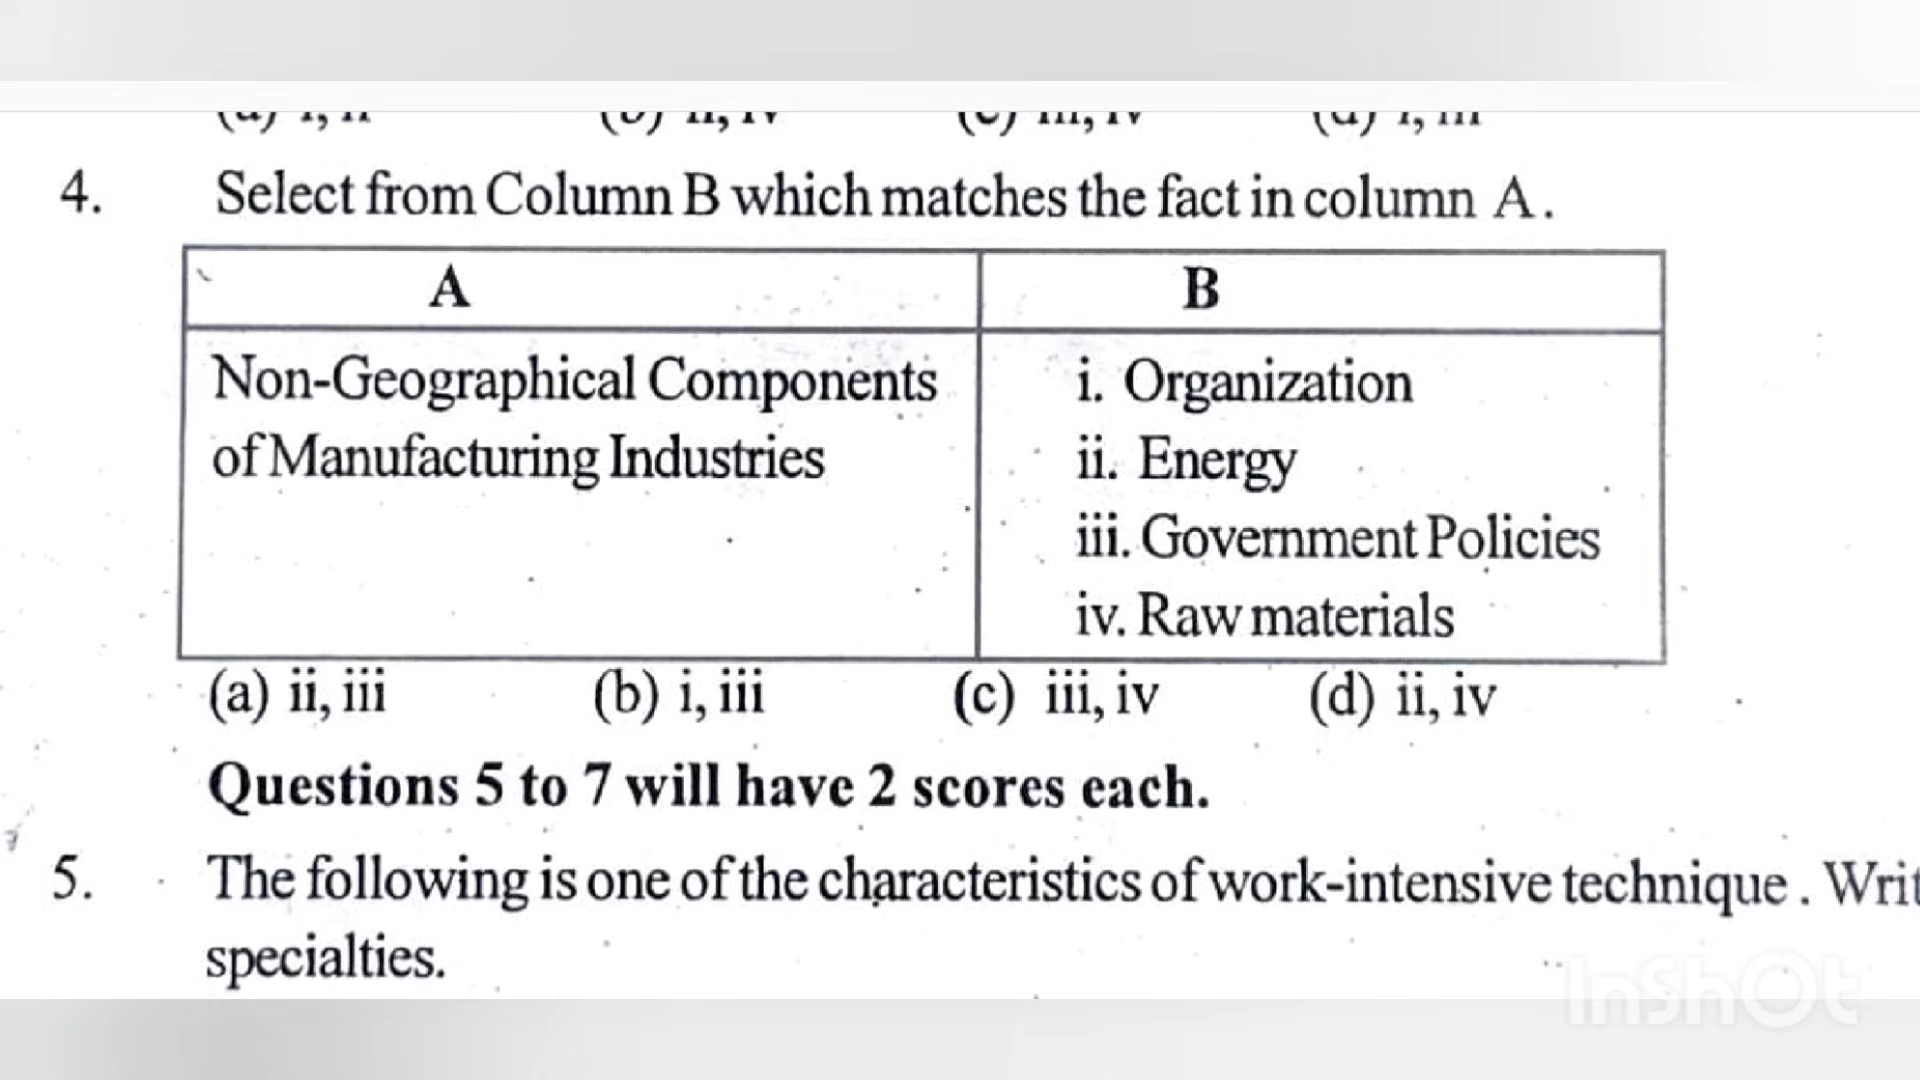 4. Select from Column B which matches the fact in column A.
A B
Non-Geographical Components i. Organization
of Manufacturing Industries ii. Energy
iii. Government Policies
iv. Raw materials
(a) ii, iii (b) i, iii (c) iii, iv (d) ii, iv
Questions 5 to 7 will have 2 scores each.
5. The following is one of the characteristics of work-intensive technique. Writ
specialties.
InShOt